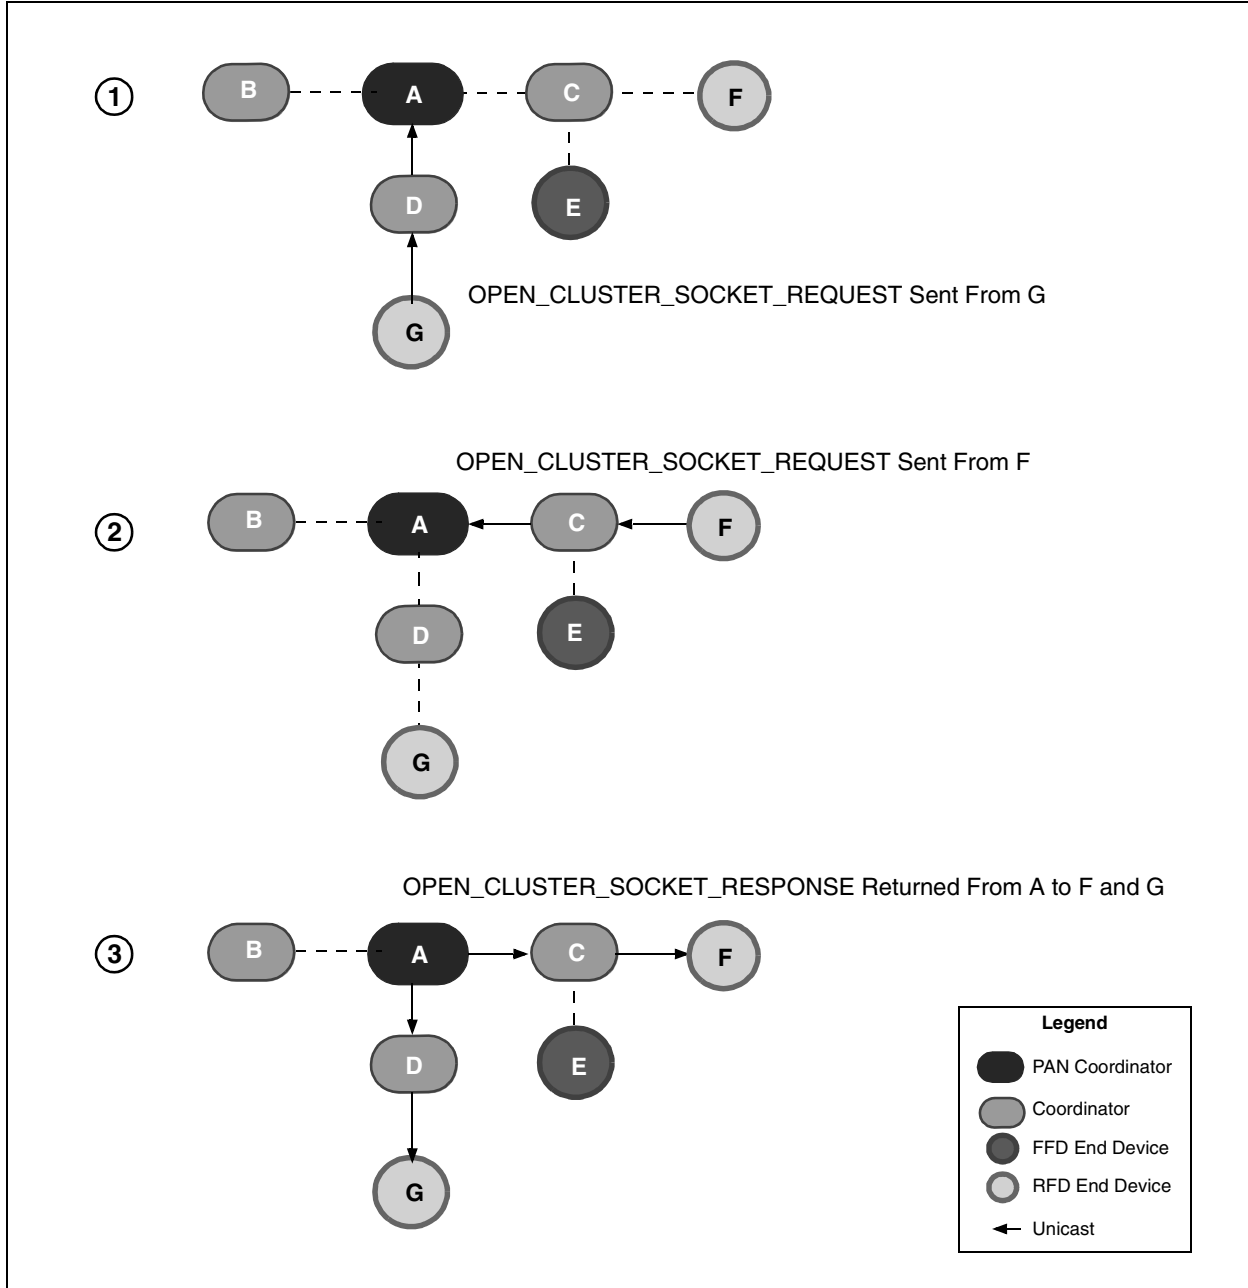 1
B
A
C
F
D
E
OPEN_CLUSTER_SOCKET_REQUEST Sent From G
G
OPEN_CLUSTER_SOCKET_REQUEST Sent From F
2
B
A
C
F
D
E
G
OPEN_CLUSTER_SOCKET_RESPONSE Returned From A to F and G
3
B
A
C
F
D
E
G
Legend
PAN Coordinator
Coordinator
FFD End Device
RFD End Device
Unicast